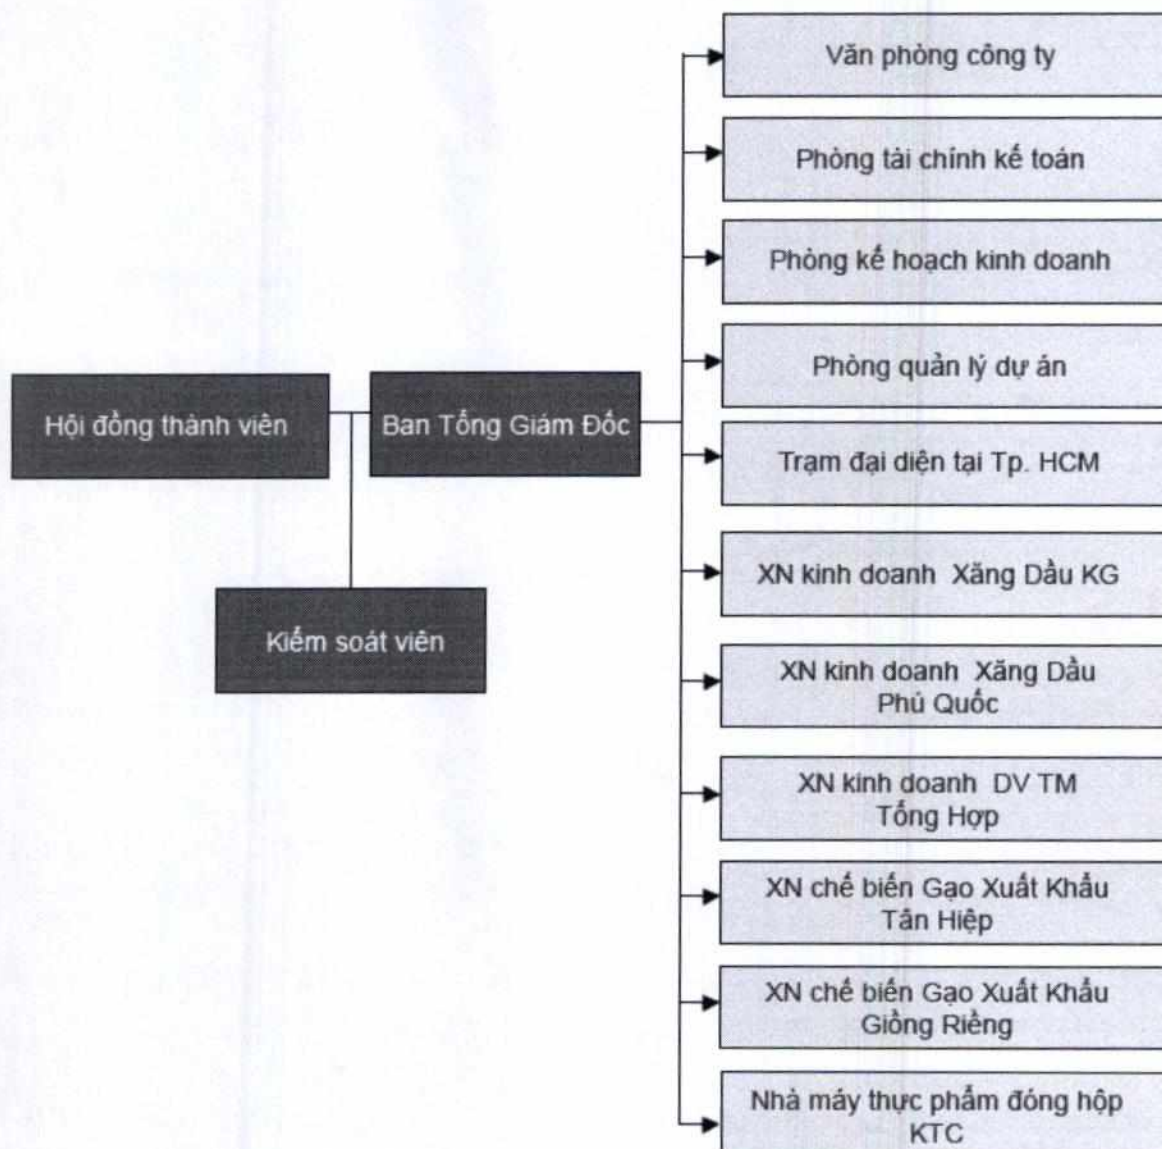 Hội đồng thành viên
Ban Tổng Giám Đốc
Kiểm soát viên
Văn phòng công ty
Phòng tài chính kế toán
Phòng kế hoạch kinh doanh
Phòng quản lý dự án
Trạm đại diện tại Tp. HCM
XN kinh doanh Xăng Dầu KG
XN kinh doanh Xăng Dầu
Phú Quốc
XN kinh doanh DV TM
Tổng Hợp
XN chế biến Gạo Xuất Khẩu
Tân Hiệp
XN chế biến Gạo Xuất Khẩu
Giồng Riềng
Nhà máy thực phẩm đóng hộp
KTC